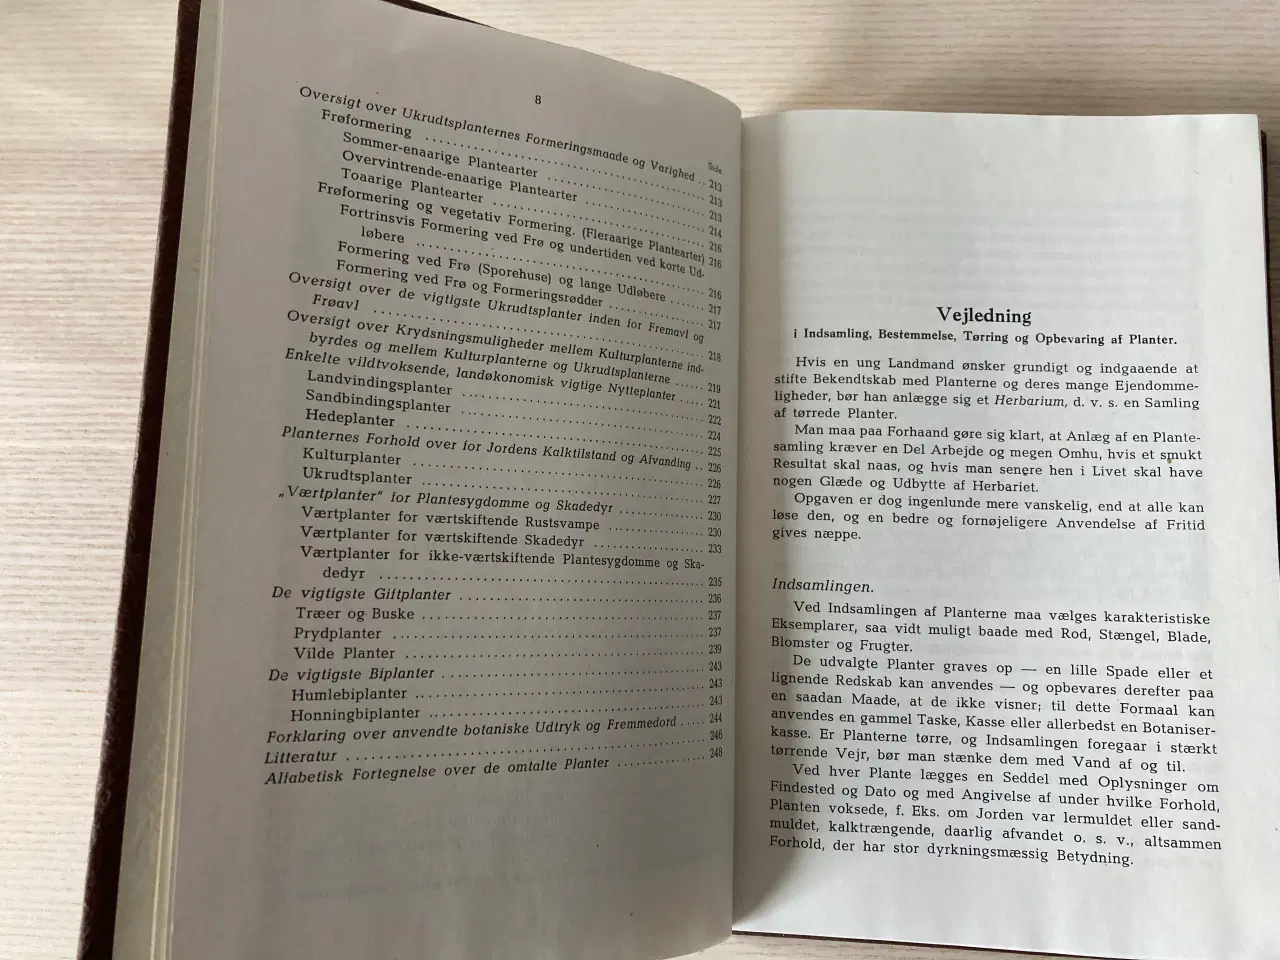 8
Side
Oversigt over Ukrudtsplanternes Formeringsmaade og Varighed .. 213
Frøformering .................... 213
Sommer-enaarige Plantearter .................... 213
Overvintrende-enaarige Plantearter .................... 214
Toaarige Plantearter .................... 216
Frøformering og vegetativ Formering. (Fleraarige Plantearter) 216
Fortrinsvis Formering ved Frø og undertiden ved korte Ud-
løbere .................... 216
Formering ved Frø (Sporehuse) og lange Udløbere ........ 217
Formering ved Frø og Formeringsrødder .............. 217
Oversigt over de vigtigste Ukrudtsplanter inden for Fremavl og
Frøavl .................... 218
Oversigt over Krydsningsmuligheder mellem Kulturplanterne ind-
byrdes og mellem Kulturplanterne og Ukrudtsplanterne ...... 219
Enkelte vildtvoksende, landøkonomisk vigtige Nytteplanter ..... 221
Landvindingsplanter .................... 222
Sandbindingsplanter .................... 224
Hedeplanter .................... 225
Planternes Forhold over for Jordens Kalktilstand og Afvanding .. 226
Kulturplanter .................... 226
Ukrudtsplanter .................... 227
„Værtplanter“ for Plantesygdomme og Skadedyr ............ 230
Værtplanter for værtskiftende Rustsvampe .............. 230
Værtplanter for værtskiftende Skadedyr ................ 233
Værtplanter for ikke-værtskiftende Plantesygdomme og Ska-
dedyr .................... 235
De vigtigste Giftplanter .................... 236
Træer og Buske .................... 237
Prydplanter .................... 237
Vilde Planter .................... 239
De vigtigste Biplanter .................... 243
Humlebiplanter .................... 243
Honningbiplanter .................... 243
Forklaring over anvendte botaniske Udtryk og Fremmedord ..... 244
Litteratur .................... 246
Alfabetisk Fortegnelse over de omtalte Planter .............. 248
Vejledning
i Indsamling, Bestemmelse, Tørring og Opbevaring af Planter.
Hvis en ung Landmand ønsker grundigt og indgaaende at
stifte Bekendtskab med Planterne og deres mange Ejendomme-
ligheder, bør han anlægge sig et Herbarium, d. v. s. en Samling
af tørrede Planter.
Man maa paa Forhaand gøre sig klart, at Anlæg af en Plante-
samling kræver en Del Arbejde og megen Omhu, hvis et smukt
Resultat skal naas, og hvis man senere hen i Livet skal have
nogen Glæde og Udbytte af Herbariet.
Opgaven er dog ingenlunde mere vanskelig, end at alle kan
løse den, og en bedre og fornøjeligere Anvendelse af Fritid
gives næppe.
Indsamlingen.
Ved Indsamlingen af Planterne maa vælges karakteristiske
Eksemplarer, saa vidt muligt baade med Rod, Stængel, Blade,
Blomster og Frugter.
De udvalgte Planter graves op — en lille Spade eller et
lignende Redskab kan anvendes — og opbevares derefter paa
en saadan Maade, at de ikke visner; til dette Formaal kan
anvendes en gammel Taske, Kasse eller allerbedst en Botaniser-
kasse. Er Planterne tørre, og Indsamlingen foregaar i stærkt
tørrende Vejr, bør man stænke dem med Vand af og til.
Ved hver Plante lægges en Seddel med Oplysninger om
Findested og Dato og med Angivelse af under hvilke Forhold,
Planten voksede, f. Eks. om Jorden var lermuldet eller sand-
muldet, kalktrængende, daarlig afvandet o. s. v., altsammen
Forhold, der har stor dyrkningsmæssig Betydning.